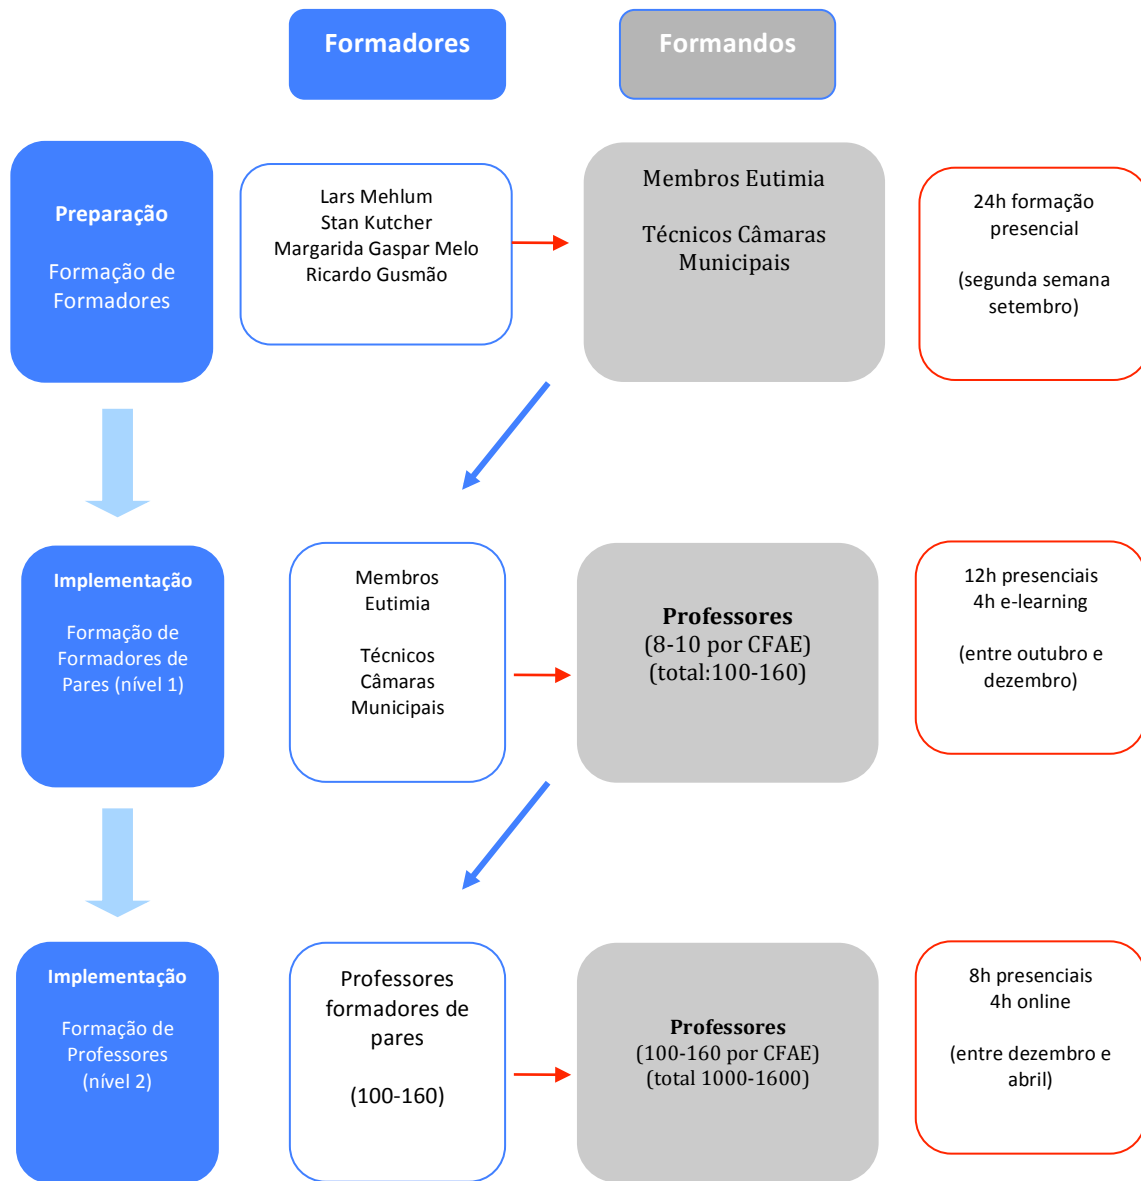 Formadores
Formandos
Preparação
Formação de
Formadores
Lars Mehlum
Stan Kutcher
Margarida Gaspar Melo
Ricardo Gusmão
Membros Eutimia
Técnicos Câmaras
Municipais
24h formação
presencial
(segunda semana
setembro)
Implementação
Formação de
Formadores de
Pares (nível 1)
Membros
Eutimia
Técnicos
Câmaras
Municipais
Professores
(8-10 por CFAE)
(total:100-160)
12h presenciais
4h e-learning
(entre outubro e
dezembro)
Implementação
Formação de
Professores
(nível 2)
Professores
formadores de
pares
(100-160)
Professores
(100-160 por CFAE)
(total 1000-1600)
8h presenciais
4h online
(entre dezembro e
abril)